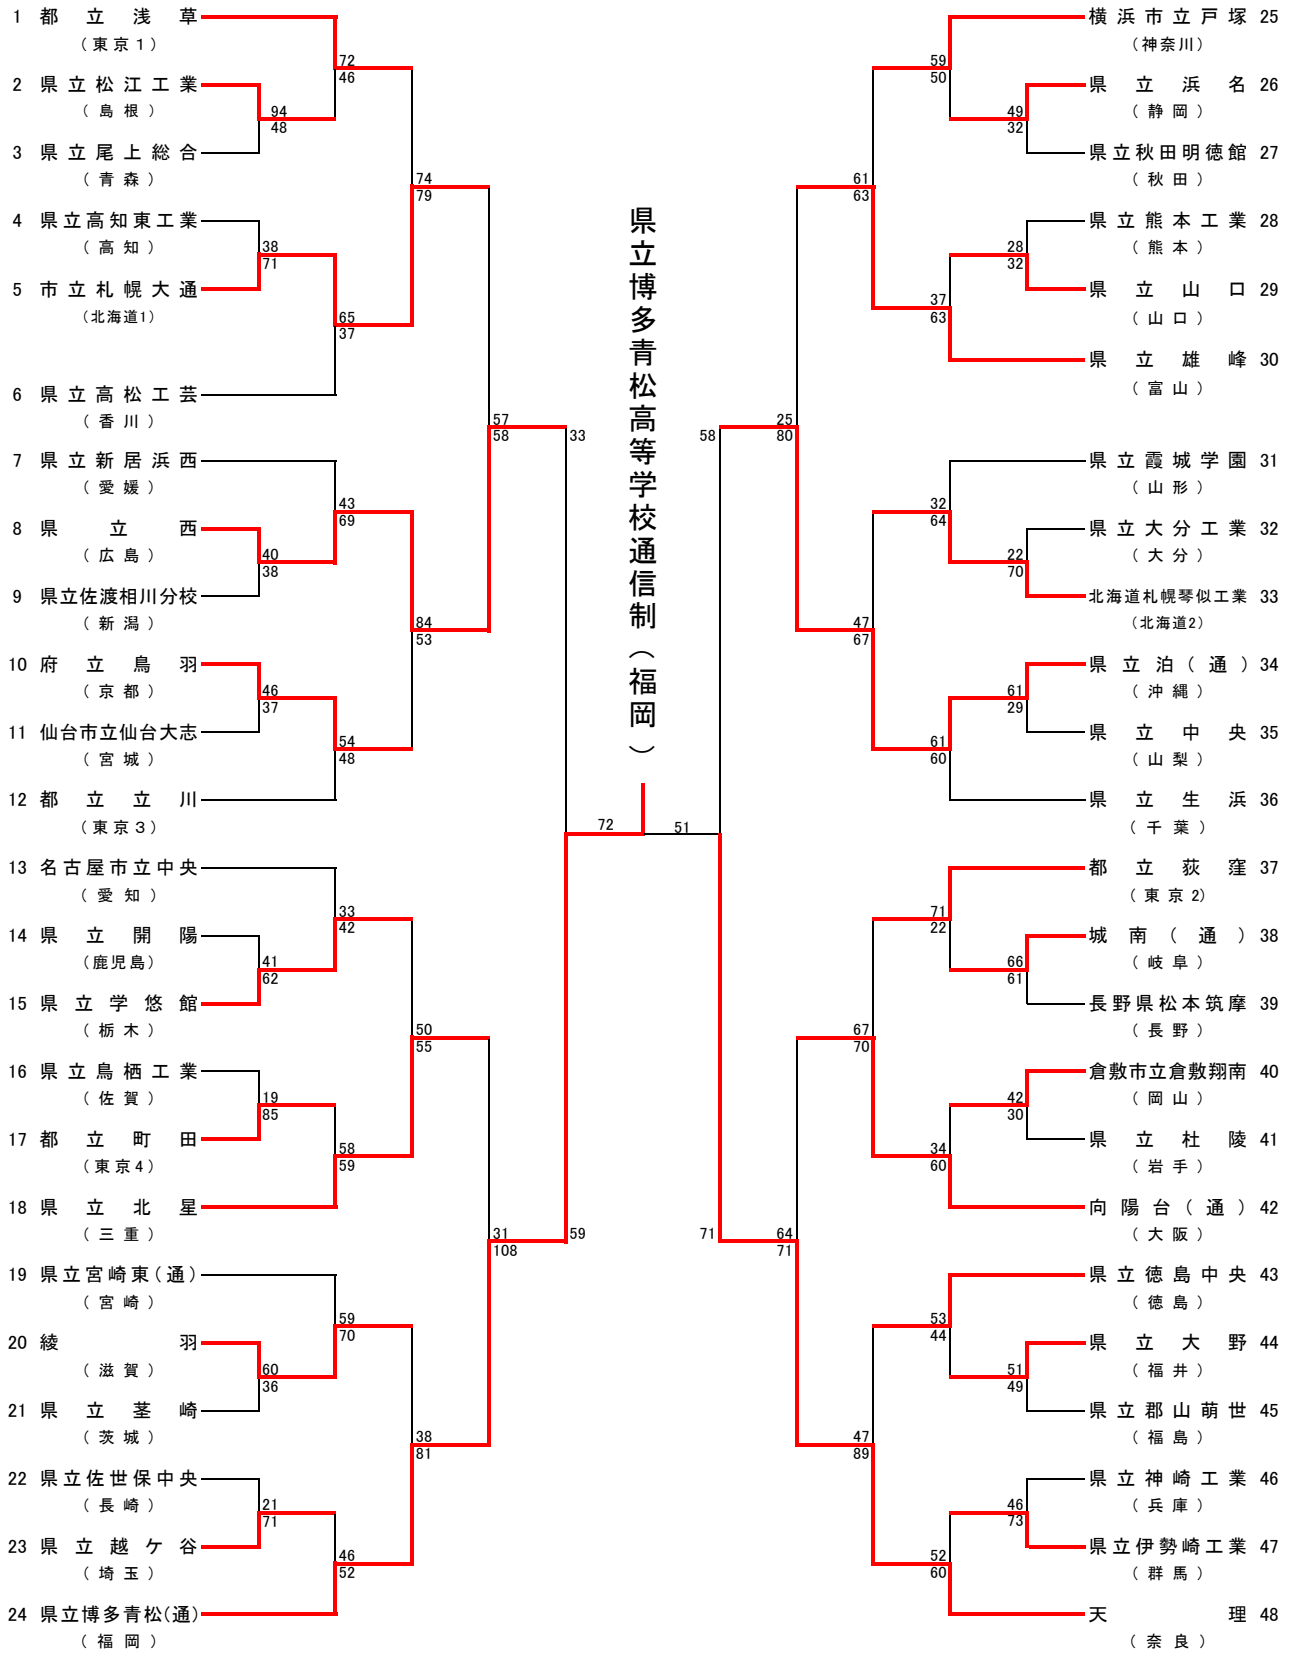 1 都立浅草
(東京1)
2 県立松江工業
(島根)
3 県立尾上総合
(青森)
4 県立高知東工業
(高知)
5 市立札幌大通
(北海道1)
6 県立高松工芸
(香川)
7 県立新居浜西
(愛媛)
8 県立西
(広島)
9 県立佐渡相川分校
(新潟)
10 府立鳥羽
(京都)
11 仙台市立仙台大志
(宮城)
12 都立立川
(東京3)
13 名古屋市立中央
(愛知)
14 県立開陽
(鹿児島)
15 県立学悠館
(栃木)
16 県立鳥栖工業
(佐賀)
17 都立町田
(東京4)
18 県立北星
(三重)
19 県立宮崎東(通)
(宮崎)
20 綾羽
(滋賀)
21 県立茎崎
(茨城)
22 県立佐世保中央
(長崎)
23 県立越ケ谷
(埼玉)
24 県立博多青松(通)
(福岡)
94
48
38
71
40
38
46
37
41
62
19
85
60
36
21
71
72
46
65
37
43
69
54
48
33
42
58
59
59
70
46
52
74
79
84
53
50
55
38
81
57
58
31
108
33
59
72
県立博多青松高等学校通信制(福岡)
51
58
71
25
80
64
71
61
63
47
67
67
70
47
89
59
50
37
63
32
64
61
60
71
22
34
60
53
44
52
60
49
32
28
32
22
70
61
29
66
61
42
30
51
49
46
73
横浜市立戸塚 25
(神奈川)
県立浜名 26
(静岡)
県立秋田明徳館 27
(秋田)
県立熊本工業 28
(熊本)
県立山口 29
(山口)
県立雄峰 30
(富山)
県立霞城学園 31
(山形)
県立大分工業 32
(大分)
北海道札幌琴似工業 33
(北海道2)
県立泊(通) 34
(沖縄)
県立中央 35
(山梨)
県立生浜 36
(千葉)
都立荻窪 37
(東京2)
城南(通) 38
(岐阜)
長野県松本筑摩 39
(長野)
倉敷市立倉敷翔南 40
(岡山)
県立杜陵 41
(岩手)
向陽台(通) 42
(大阪)
県立徳島中央 43
(徳島)
県立大野 44
(福井)
県立郡山萌世 45
(福島)
県立神崎工業 46
(兵庫)
県立伊勢崎工業 47
(群馬)
天理 48
(奈良)